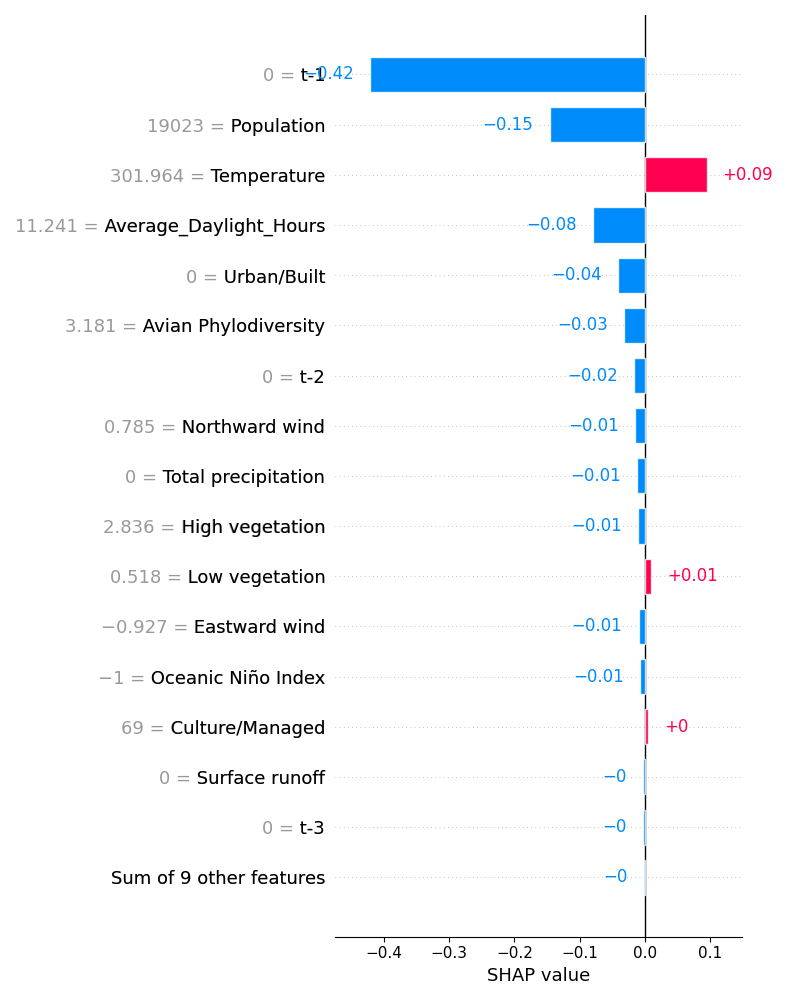 0 = t-1 −0.42
19023 = Population −0.15
301.964 = Temperature +0.09
11.241 = Average_Daylight_Hours −0.08
0 = Urban/Built −0.04
3.181 = Avian Phylodiversity −0.03
0 = t-2 −0.02
0.785 = Northward wind −0.01
0 = Total precipitation −0.01
2.836 = High vegetation −0.01
0.518 = Low vegetation +0.01
−0.927 = Eastward wind −0.01
−1 = Oceanic Niño Index −0.01
69 = Culture/Managed +0
0 = Surface runoff −0
0 = t-3 −0
Sum of 9 other features −0
−0.4 −0.3 −0.2 −0.1 0.0 0.1
SHAP value